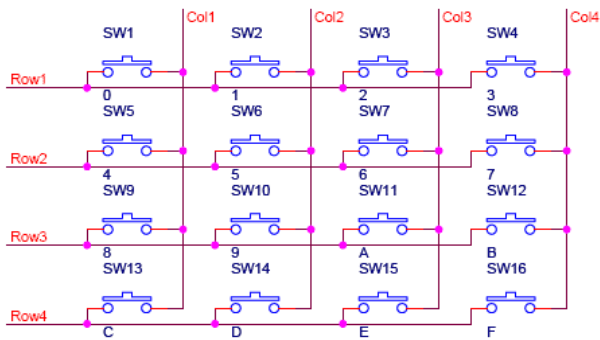 Col1 Col2 Col3 Col4
SW1 SW2 SW3 SW4
Row1
0 1 2 3
SW5 SW6 SW7 SW8
Row2
4 5 6 7
SW9 SW10 SW11 SW12
Row3
8 9 A B
SW13 SW14 SW15 SW16
Row4
C D E F